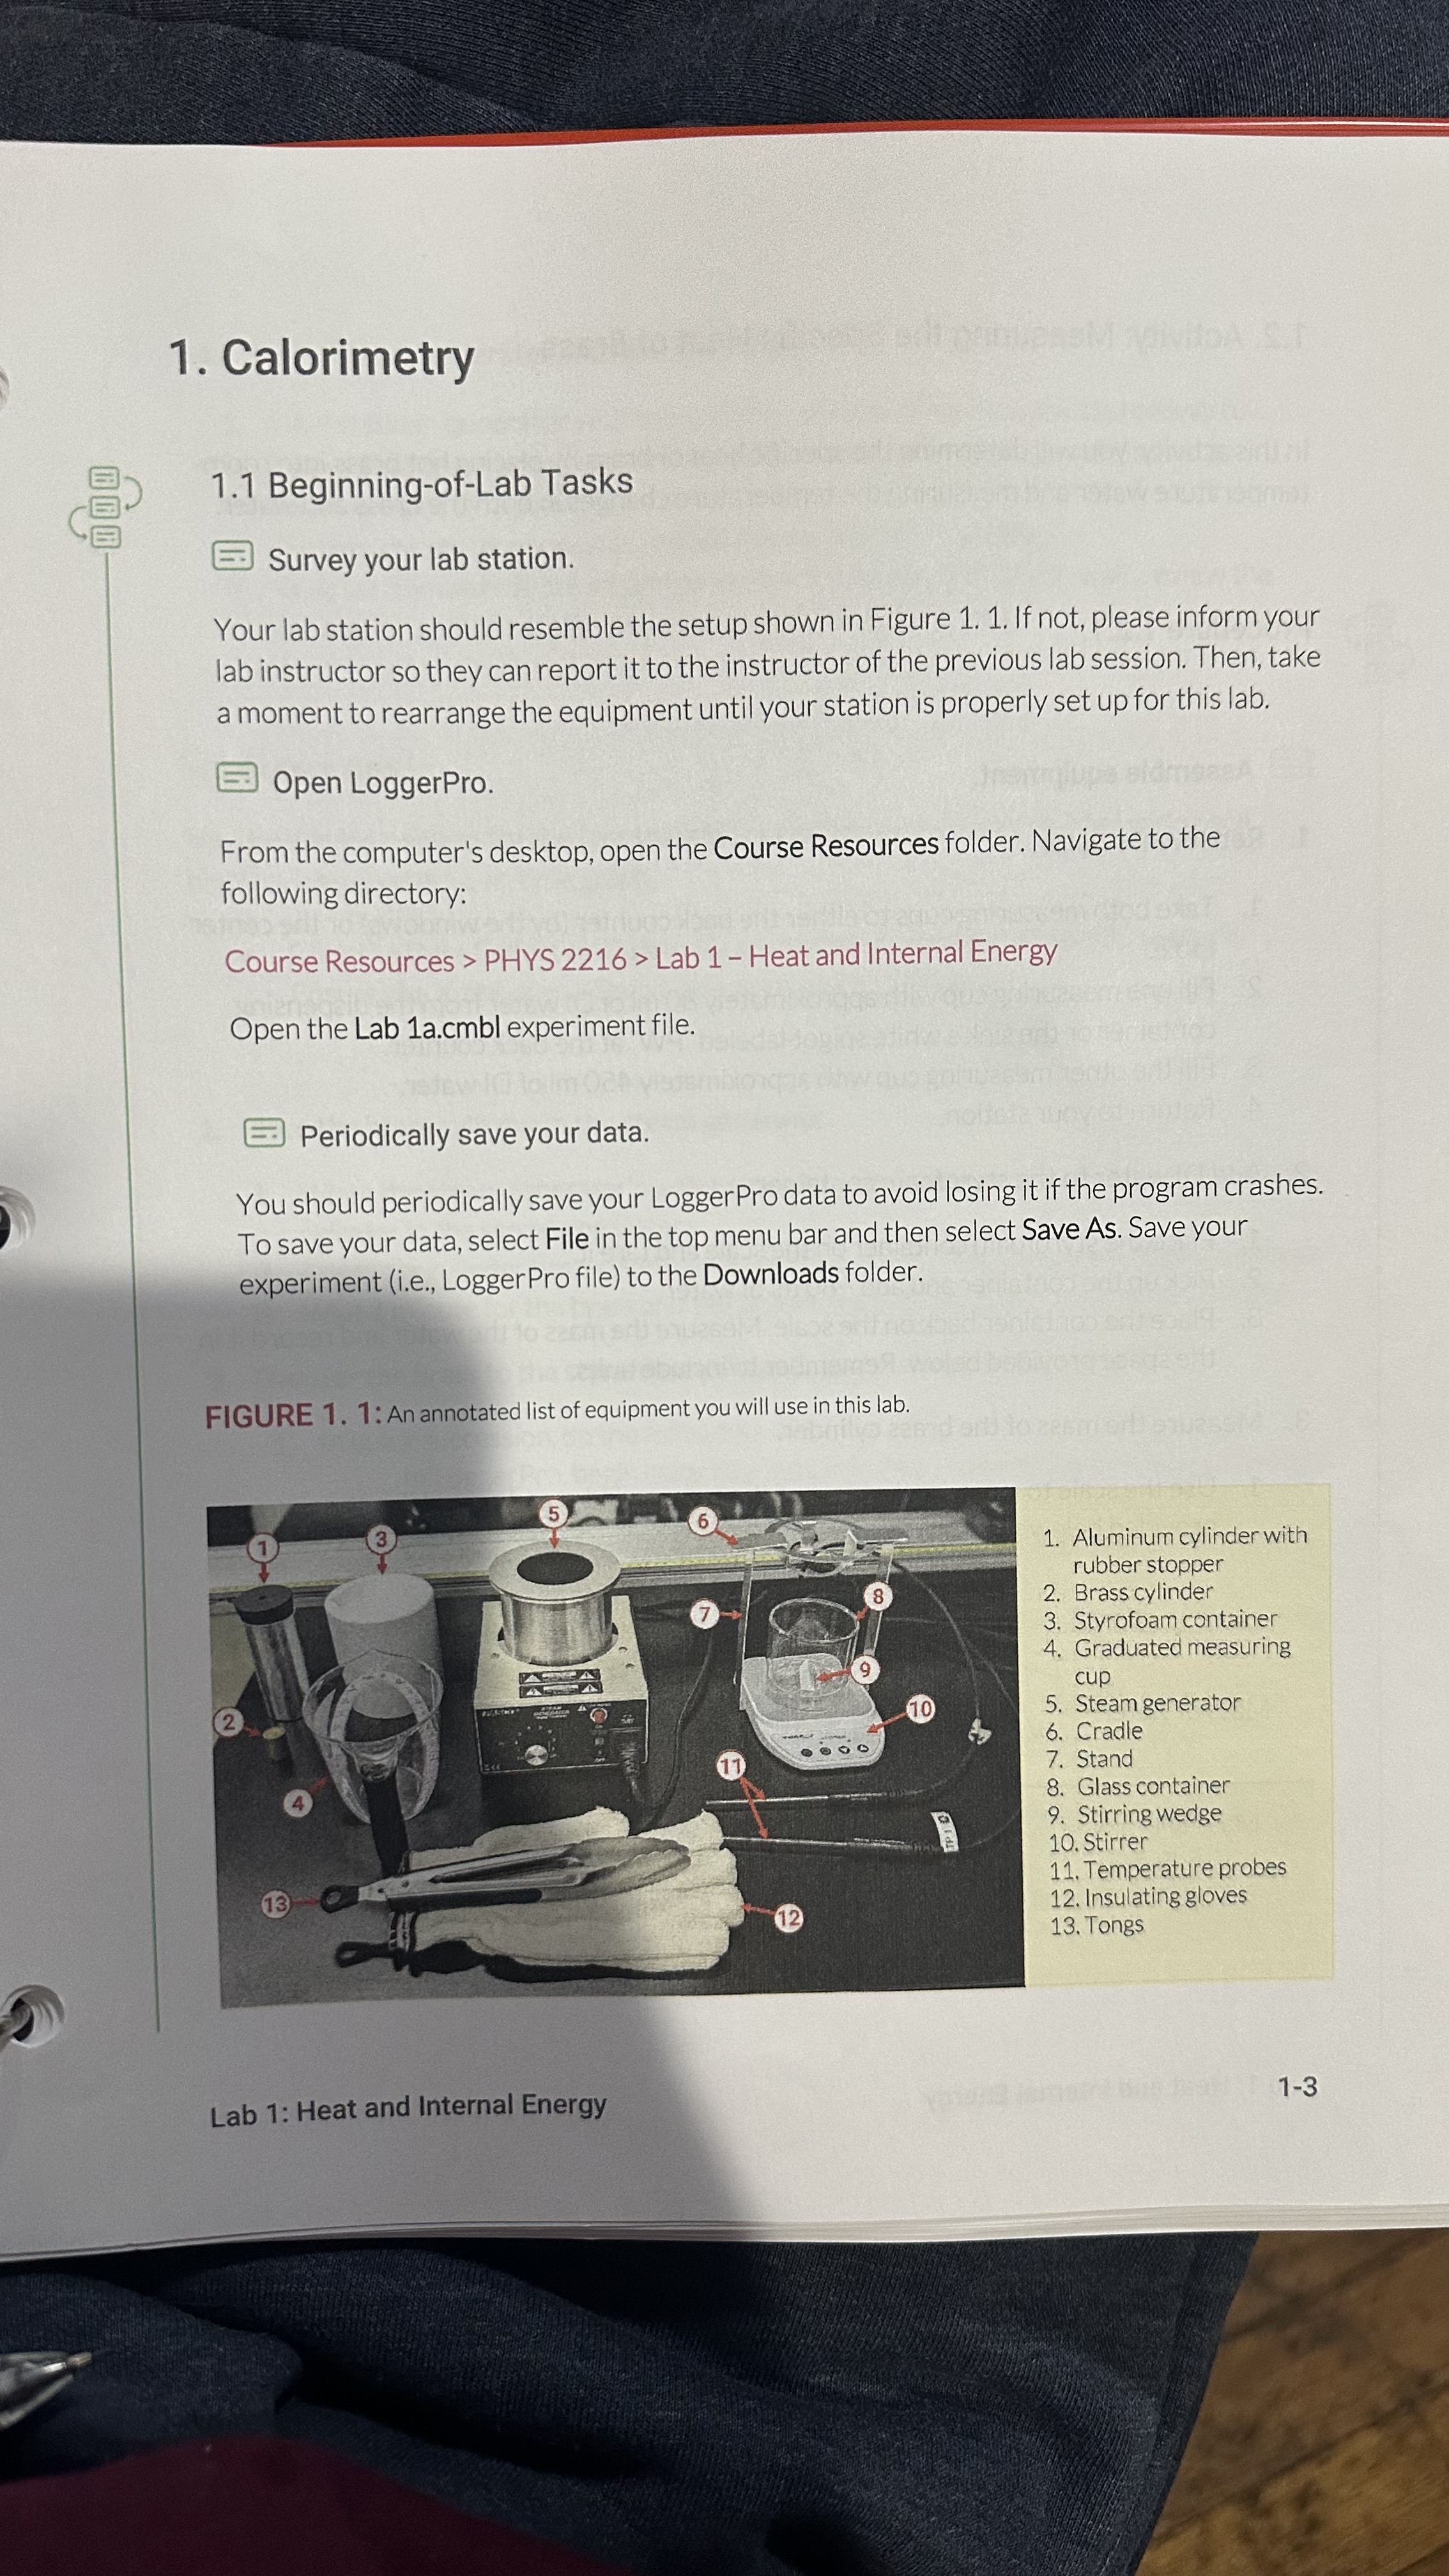 1. Calorimetry
1.1 Beginning-of-Lab Tasks
Survey your lab station.
Your lab station should resemble the setup shown in Figure 1. 1. If not, please inform your
lab instructor so they can report it to the instructor of the previous lab session. Then, take
a moment to rearrange the equipment until your station is properly set up for this lab.
Open LoggerPro.
From the computer's desktop, open the Course Resources folder. Navigate to the
following directory:
Course Resources > PHYS 2216 > Lab 1 – Heat and Internal Energy
Open the Lab 1a.cmbl experiment file.
Periodically save your data.
You should periodically save your LoggerPro data to avoid losing it if the program crashes.
To save your data, select File in the top menu bar and then select Save As. Save your
experiment (i.e., LoggerPro file) to the Downloads folder.
FIGURE 1. 1: An annotated list of equipment you will use in this lab.
1
3
5
6
7
8
9
10
2
4
11
13
12
1. Aluminum cylinder with
rubber stopper
2. Brass cylinder
3. Styrofoam container
4. Graduated measuring
cup
5. Steam generator
6. Cradle
7. Stand
8. Glass container
9. Stirring wedge
10. Stirrer
11. Temperature probes
12. Insulating gloves
13. Tongs
Lab 1: Heat and Internal Energy
1-3